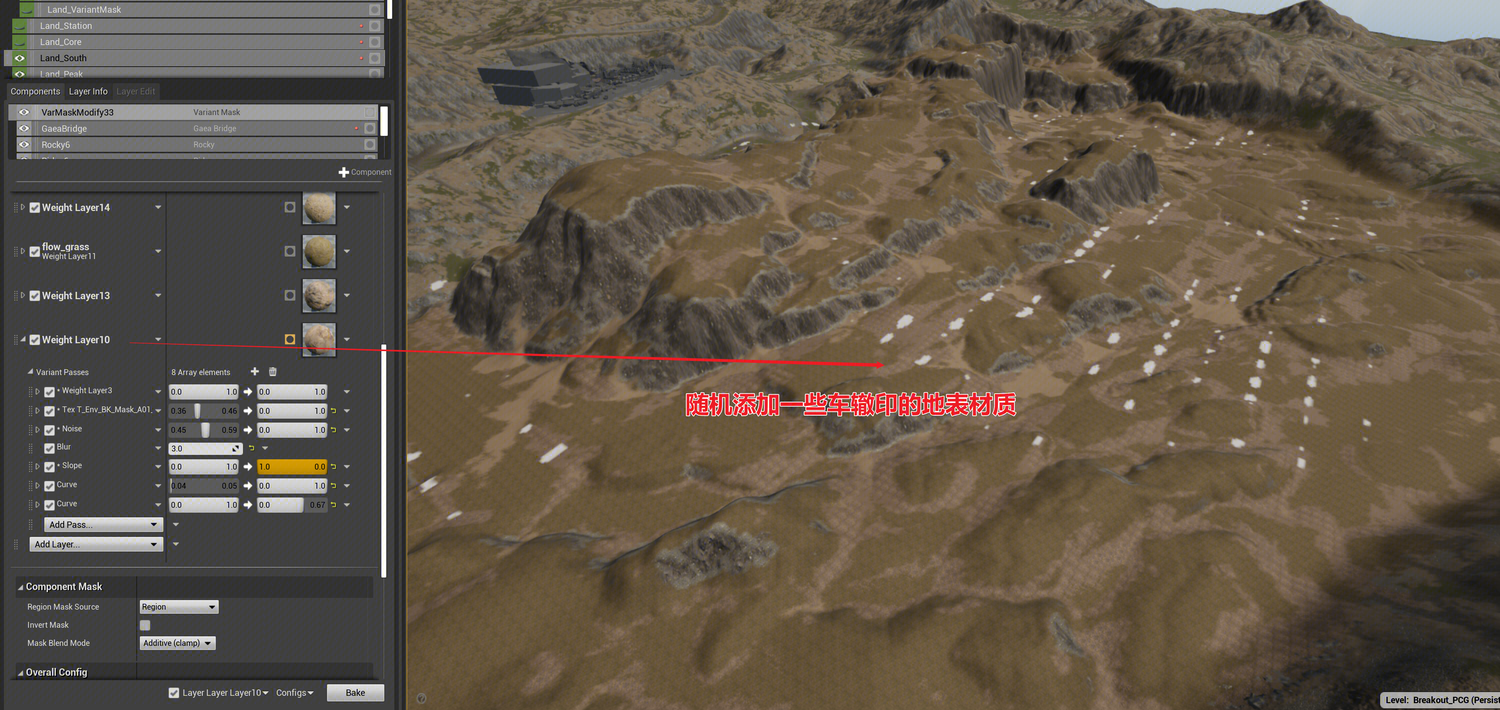 Land_VariantMask
Land_Station
Land_Core
Land_South
Land_Peak
Components Layer Info Layer Edit
VarMaskModify33 Variant Mask
GaeaBridge Gaea Bridge
Rocky6 Rocky
Component
Weight Layer14
flow_grass
Weight Layer11
Weight Layer13
Weight Layer10
Variant Passes 8 Array elements
Weight Layer3 0.0 1.0 0.0 1.0
Tex T_Env_BK_Mask_A01_ 0.36 0.46 0.0 1.0
Noise 0.45 0.59 0.0 1.0
Blur 3.0
Slope 0.0 1.0 1.0 0.0
Curve 0.04 0.05 0.0 1.0
Curve 0.0 1.0 0.0 0.67
Add Pass...
Add Layer...
Component Mask
Region Mask Source Region
Invert Mask
Mask Blend Mode Additive (clamp)
Overall Config
Layer Layer Layer10 Configs Bake
随机添加一些车辙印的地表材质
Level: Breakout_PCG (Persist